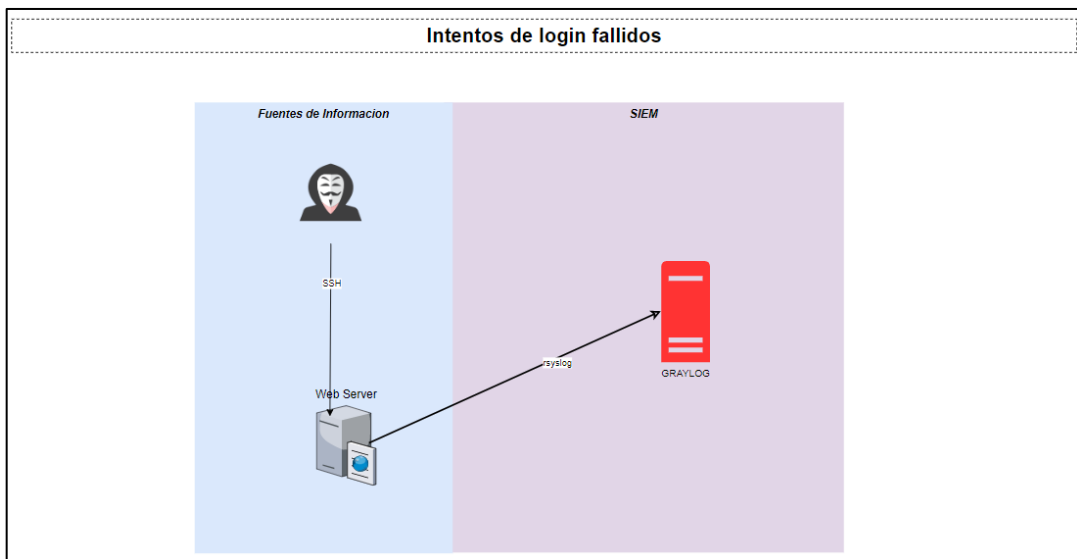 Intentos de login fallidos
Fuentes de Informacion
SIEM
SSH
Web Server
rsyslog
GRAYLOG